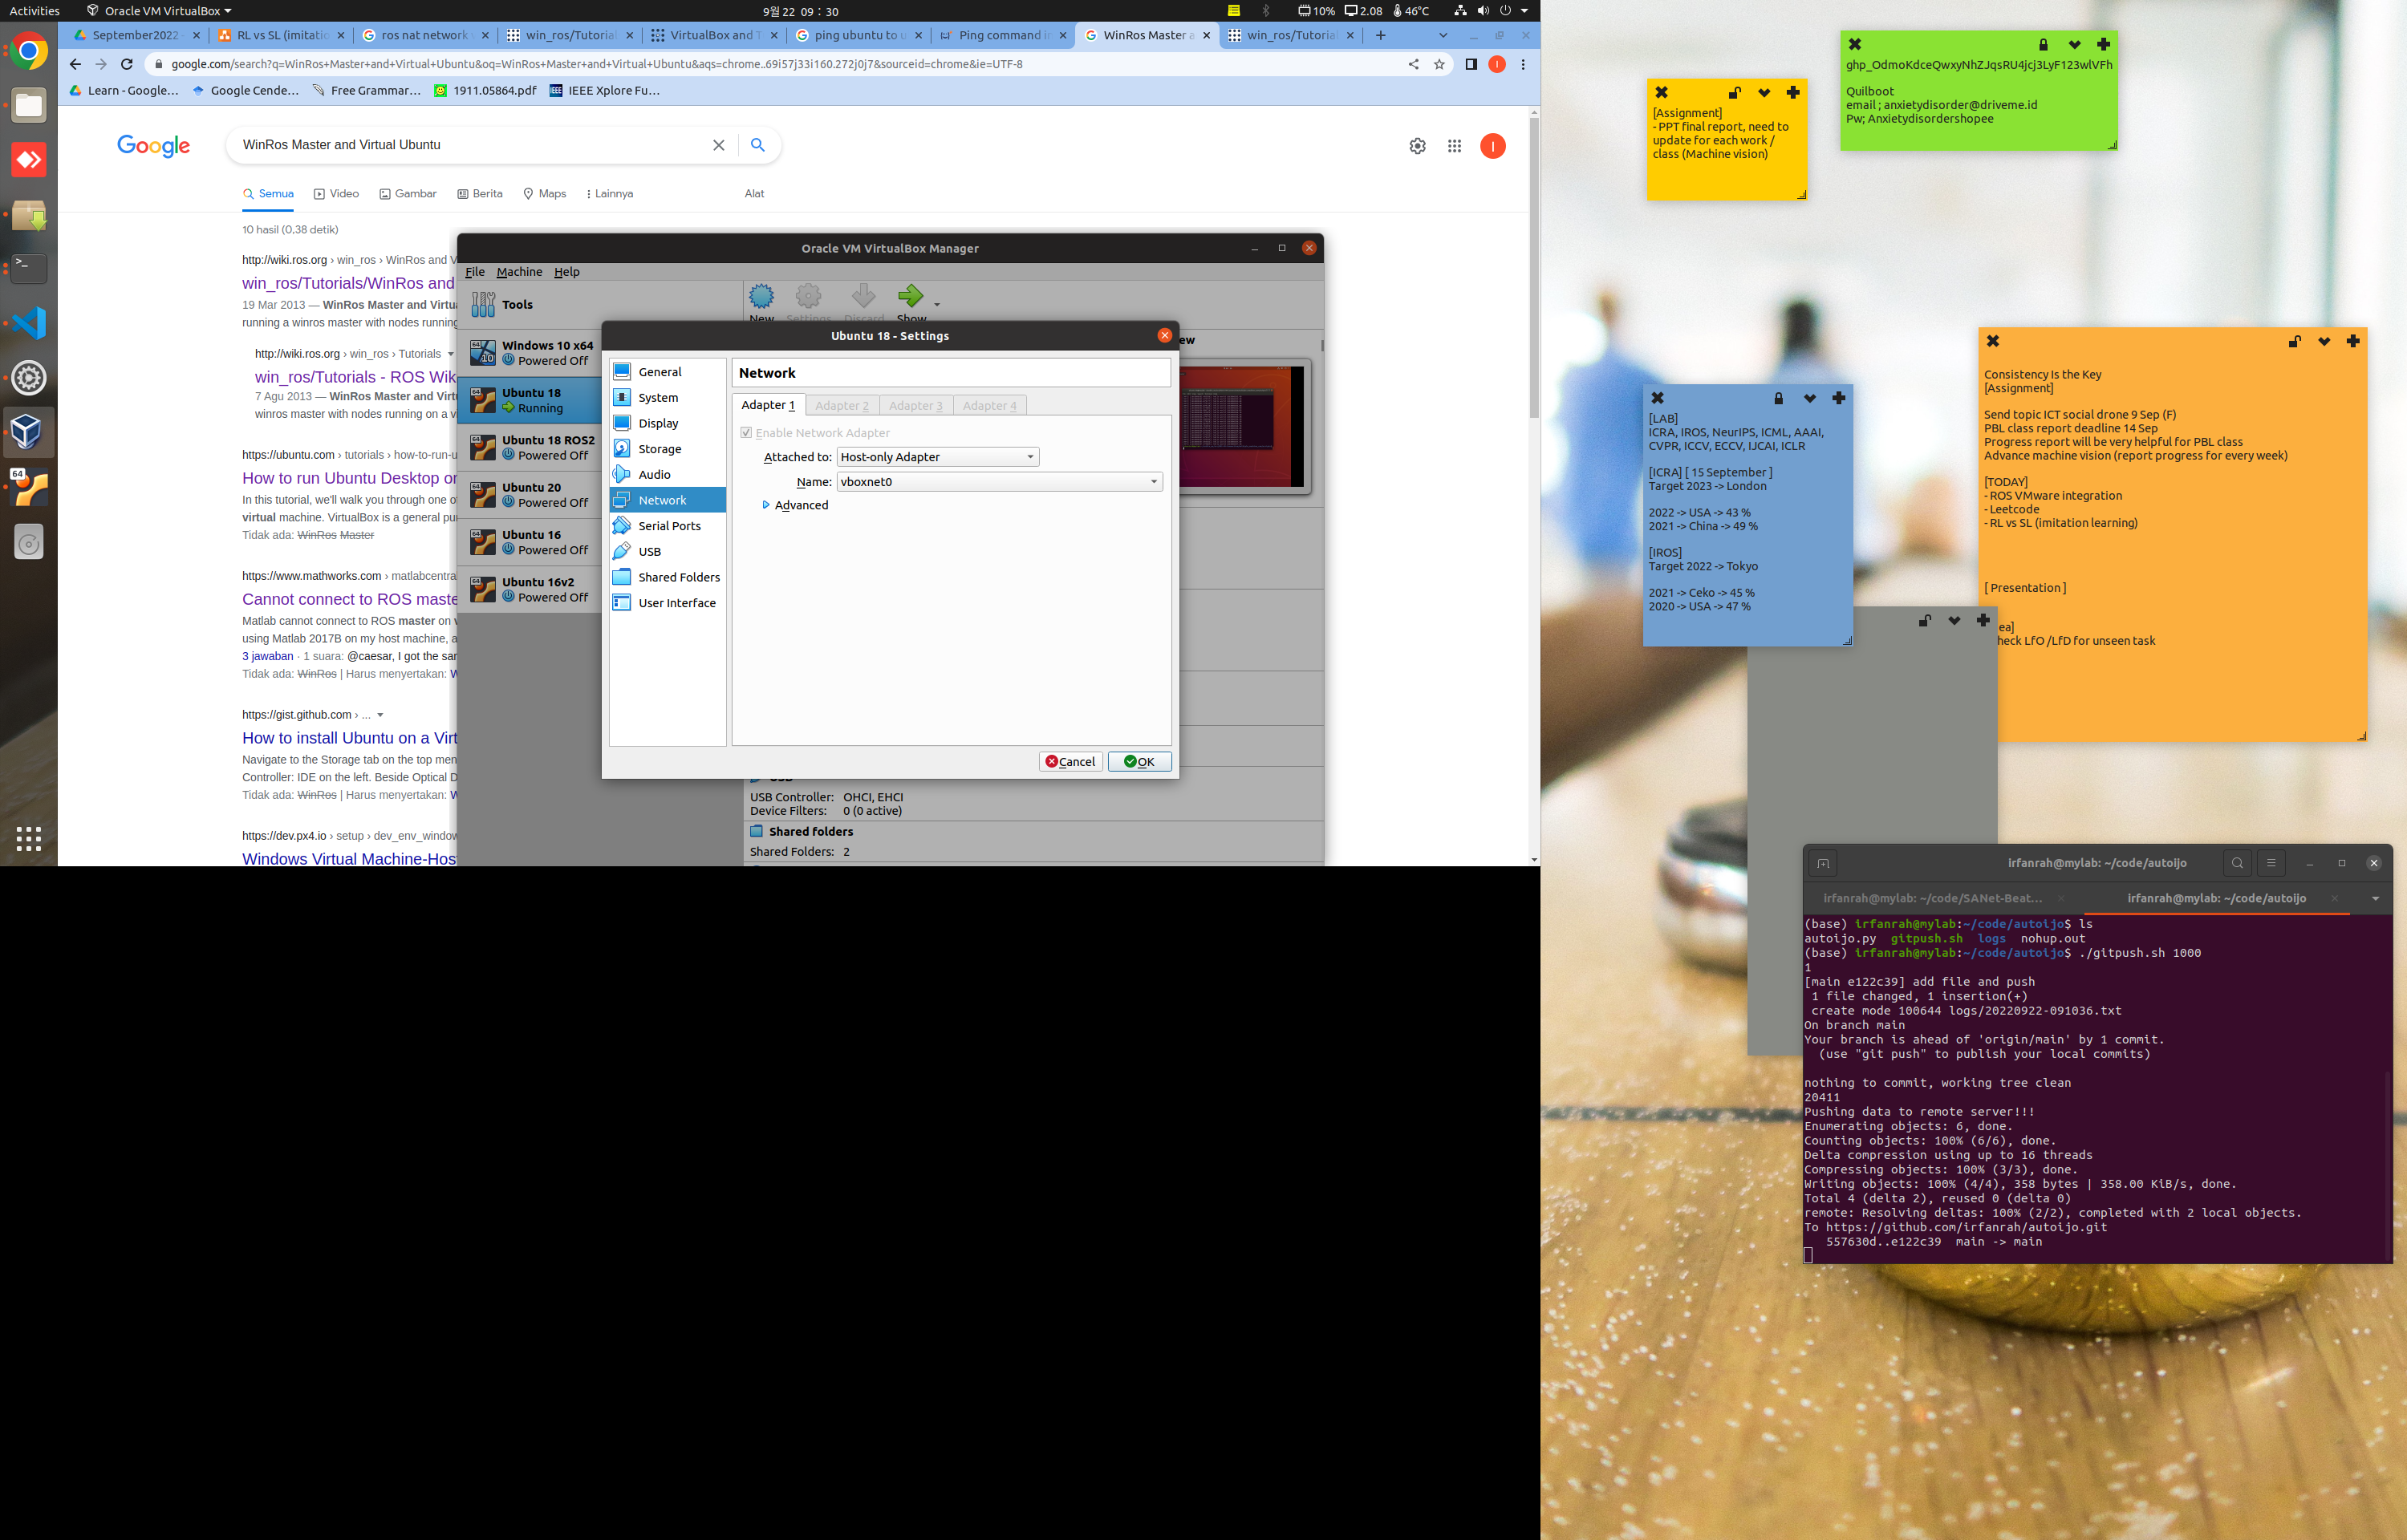 Activities
Oracle VM VirtualBox
9월 22 09 : 30
10%
2.08
46°C
September2022
RL vs SL (imitatio
ros nat network
win_ros/Tutorial
VirtualBox and T
ping ubuntu to u
Ping command in
WinRos Master a
win_ros/Tutorial
google.com/search?q=WinRos+Master+and+Virtual+Ubuntu&oq=WinRos+Master+and+Virtual+Ubuntu&aqs=chrome..69i57j33i160.272j0j7&sourceid=chrome&ie=UTF-8
Learn - Google...
Google Cende...
Free Grammar...
1911.05864.pdf
IEEE Xplore Fu...
Google
WinRos Master and Virtual Ubuntu
Semua
Video
Gambar
Berita
Maps
Lainnya
Alat
10 hasil (0,38 detik)
http://wiki.ros.org › win_ros › WinRos and V
win_ros/Tutorials/WinRos and
19 Mar 2013 — WinRos Master and Virtu
running a winros master with nodes running
http://wiki.ros.org › win_ros › Tutorials
win_ros/Tutorials - ROS Wik
7 Agu 2013 — WinRos Master and Virt
winros master with nodes running on a v
https://ubuntu.com › tutorials › how-to-run-u
How to run Ubuntu Desktop or
In this tutorial, we'll walk you through one o
virtual machine. VirtualBox is a general pu
Tidak ada: WinRos Master
https://www.mathworks.com › matlabcentra
Cannot connect to ROS maste
Matlab cannot connect to ROS master on
using Matlab 2017B on my host machine, a
3 jawaban · 1 suara: @caesar, I got the sar
Tidak ada: WinRos | Harus menyertakan:
https://gist.github.com › ...
How to install Ubuntu on a Virt
Navigate to the Storage tab on the top men
Controller: IDE on the left. Beside Optical D
Tidak ada: WinRos | Harus menyertakan:
https://dev.px4.io › setup › dev_env_window
Windows Virtual Machine-Hos
Oracle VM VirtualBox Manager
File Machine Help
Tools
New Settings Discard Show
Windows 10 x64
Powered Off
Ubuntu 18
Running
Ubuntu 18 ROS2
Powered Off
Ubuntu 20
Powered Off
Ubuntu 16
Powered Off
Ubuntu 16v2
Powered Off
ew
Ubuntu 18 - Settings
General
System
Display
Storage
Audio
Network
Serial Ports
USB
Shared Folders
User Interface
Network
Adapter 1
Adapter 2
Adapter 3
Adapter 4
Enable Network Adapter
Attached to: Host-only Adapter
Name: vboxnet0
Advanced
Cancel
OK
USB Controller: OHCI, EHCI
Device Filters: 0 (0 active)
Shared folders
Shared Folders: 2
[Assignment]
- PPT final report, need to
update for each work /
class (Machine vision)
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
Quilboot
email ; anxietydisorder@driveme.id
Pw; Anxietydisordershopee
[LAB]
ICRA, IROS, NeurIPS, ICML, AAAI,
CVPR, ICCV, ECCV, IJCAI, ICLR
[ICRA] [ 15 September ]
Target 2023 -> London
2022 -> USA -> 43 %
2021 -> China -> 49 %
[IROS]
Target 2022 -> Tokyo
2021 -> Ceko -> 45 %
2020 -> USA -> 47 %
Consistency Is the Key
[Assignment]
Send topic ICT social drone 9 Sep (F)
PBL class report deadline 14 Sep
Progress report will be very helpful for PBL class
Advance machine vision (report progress for every week)
[TODAY]
- ROS VMware integration
- Leetcode
- RL vs SL (imitation learning)
[ Presentation ]
ea]
heck LfO /LfD for unseen task
irfanrah@mylab: ~/code/autoijo
irfanrah@mylab: ~/code/SANet-Beat...
irfanrah@mylab: ~/code/autoijo
(base) irfanrah@mylab:~/code/autoijo$ ls
autoijo.py gitpush.sh logs nohup.out
(base) irfanrah@mylab:~/code/autoijo$ ./gitpush.sh 1000
1
[main e122c39] add file and push
1 file changed, 1 insertion(+)
create mode 100644 logs/20220922-091036.txt
On branch main
Your branch is ahead of 'origin/main' by 1 commit.
(use "git push" to publish your local commits)
nothing to commit, working tree clean
20411
Pushing data to remote server!!!
Enumerating objects: 6, done.
Counting objects: 100% (6/6), done.
Delta compression using up to 16 threads
Compressing objects: 100% (3/3), done.
Writing objects: 100% (4/4), 358 bytes | 358.00 KiB/s, done.
Total 4 (delta 2), reused 0 (delta 0)
remote: Resolving deltas: 100% (2/2), completed with 2 local objects.
To https://github.com/irfanrah/autoijo.git
557630d..e122c39 main -> main